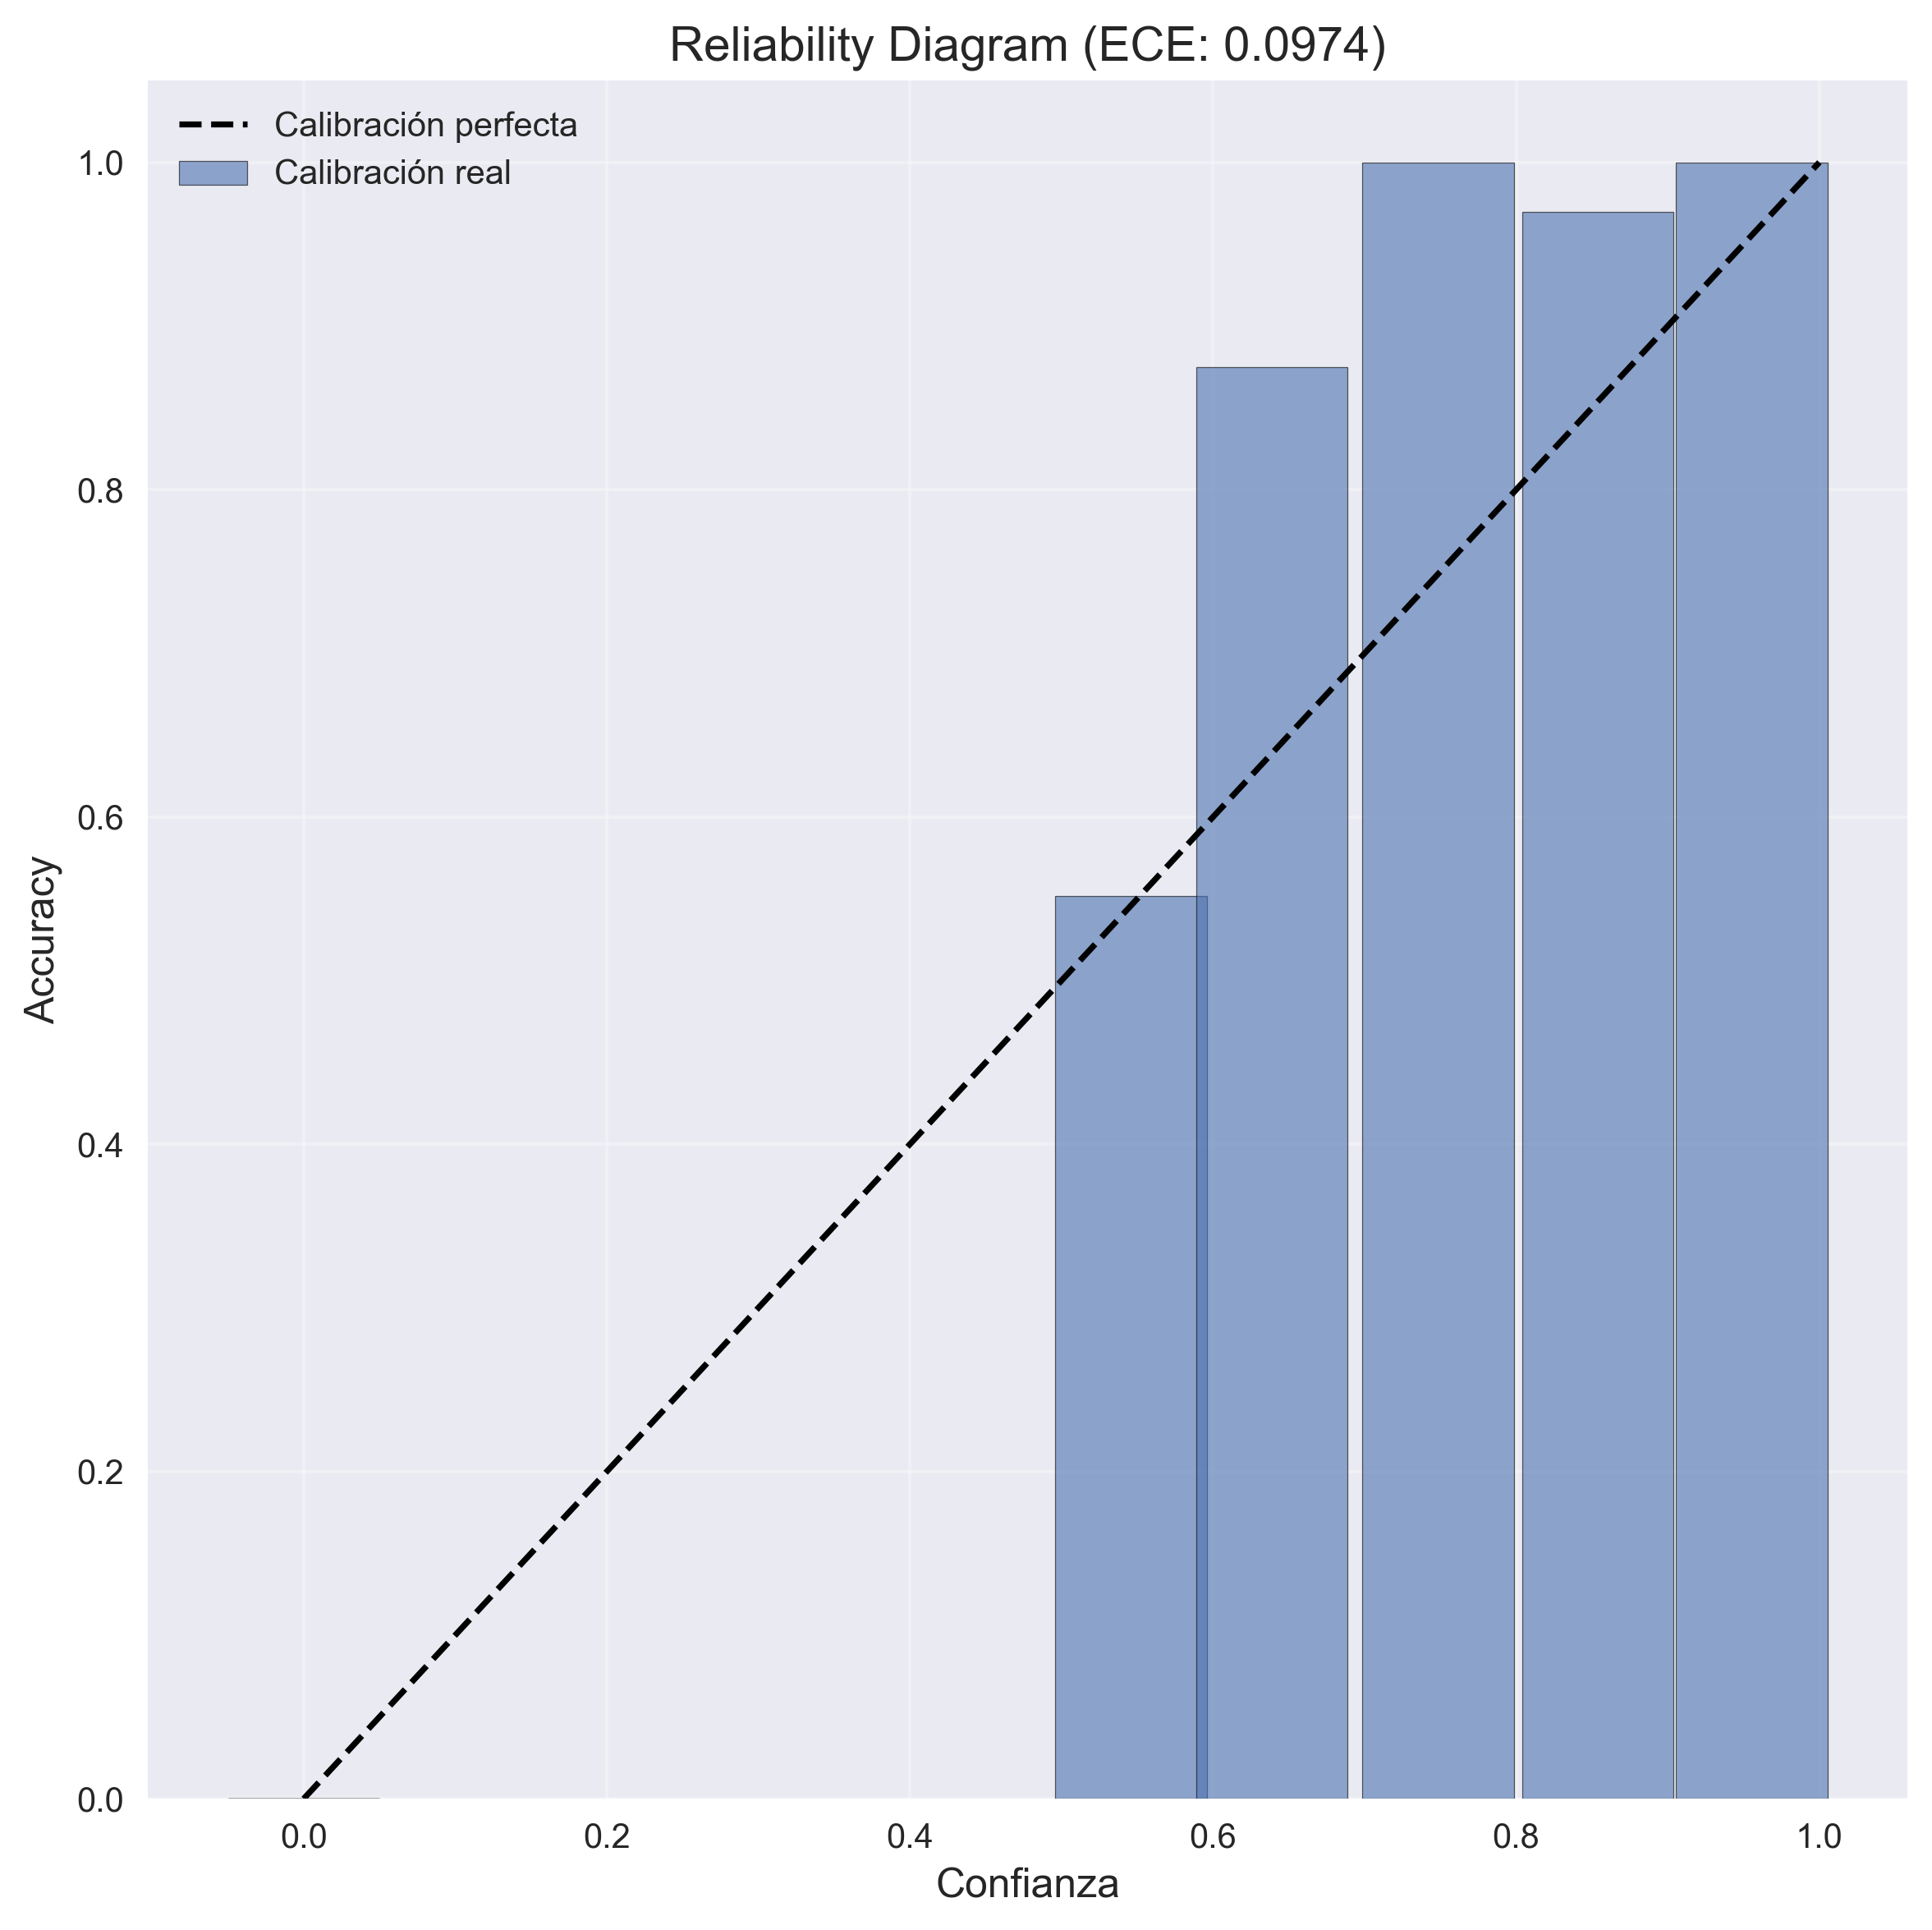 Reliability Diagram (ECE: 0.0974)
Calibración perfecta
Calibración real
1.0
0.8
0.6
0.4
0.2
0.0
Accuracy
0.0 0.2 0.4 0.6 0.8 1.0
Confianza